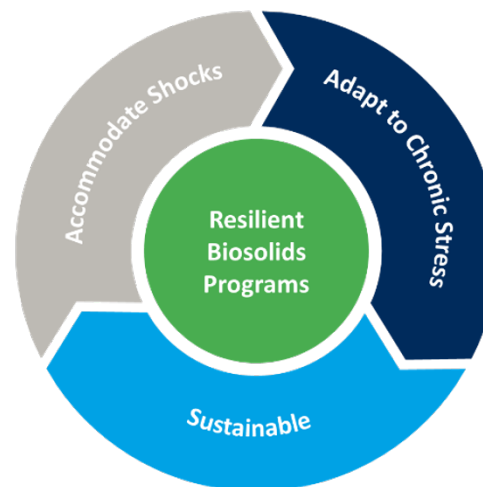 Accommodate Shocks
Adapt to Chronic Stress
Resilient
Biosolids
Programs
Sustainable